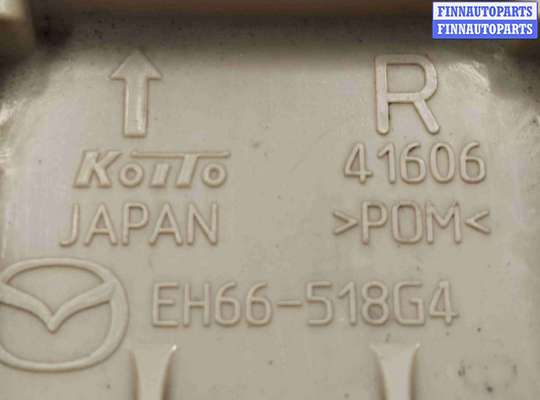 FINNAUTOPARTS
FINNAUTOPARTS
R
KOITO 41606
JAPAN >POM<
EH66-518G4